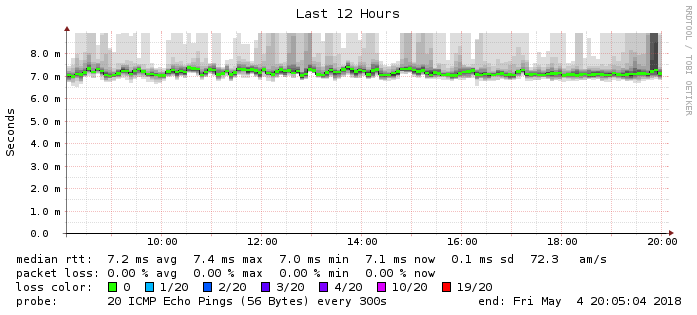 Last 12 Hours
RRDTOOL / TOBI OETIKER
Seconds
8.0 m
7.0 m
6.0 m
5.0 m
4.0 m
3.0 m
2.0 m
1.0 m
0.0
10:00 12:00 14:00 16:00 18:00 20:00
median rtt: 7.2 ms avg 7.4 ms max 7.0 ms min 7.1 ms now 0.1 ms sd 72.3 am/s
packet loss: 0.00 % avg 0.00 % max 0.00 % min 0.00 % now
loss color: 0 1/20 2/20 3/20 4/20 10/20 19/20
probe: 20 ICMP Echo Pings (56 Bytes) every 300s end: Fri May 4 20:05:04 2018